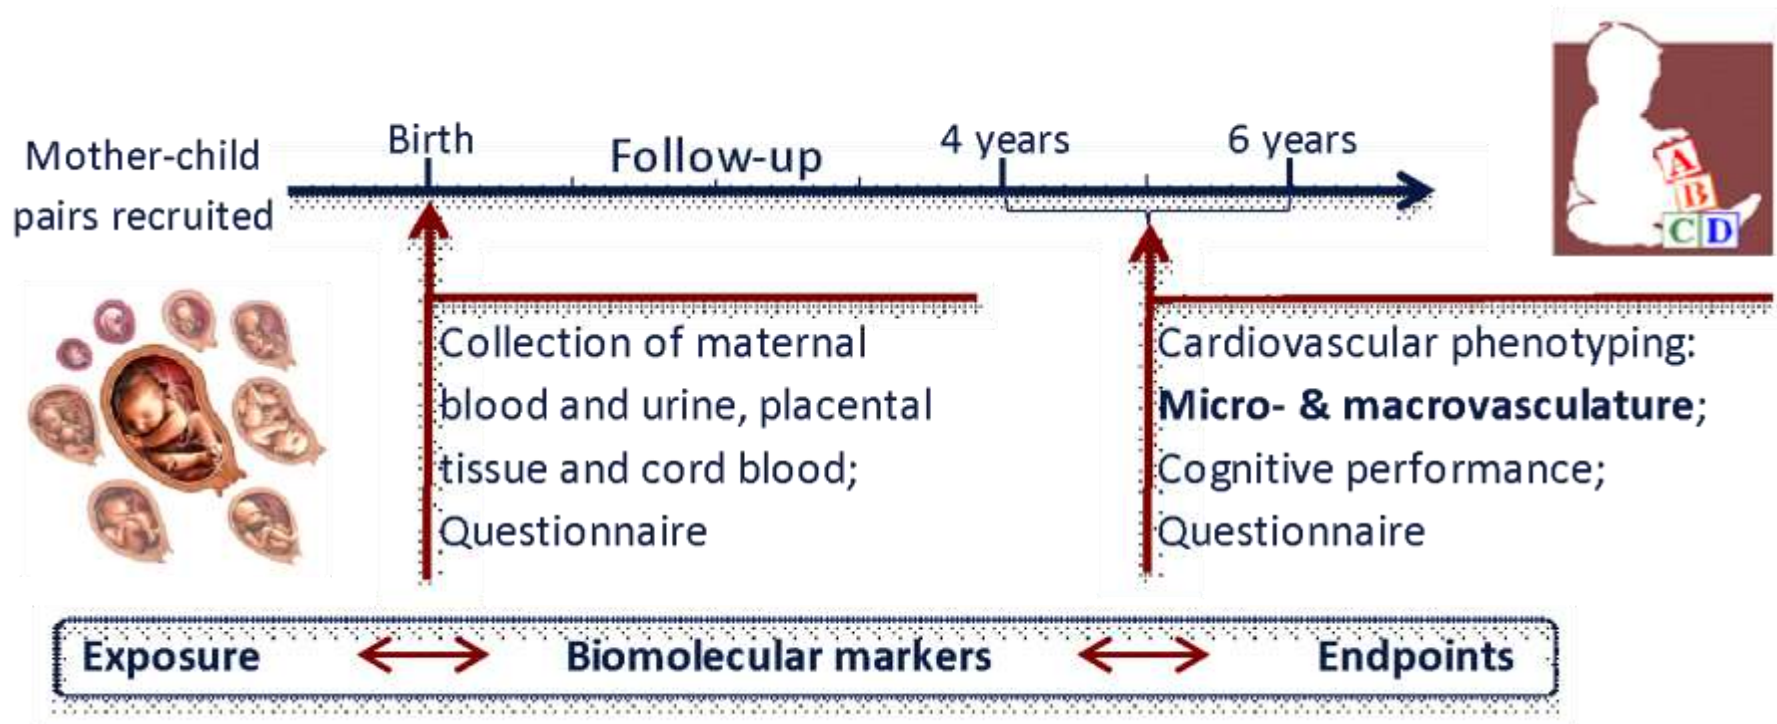 Mother-child
pairs recruited
Birth
Follow-up
4 years
6 years
A
B
C D
Collection of maternal
blood and urine, placental
tissue and cord blood;
Questionnaire
Cardiovascular phenotyping:
Micro- & macrovasculature;
Cognitive performance;
Questionnaire
Exposure
Biomolecular markers
Endpoints